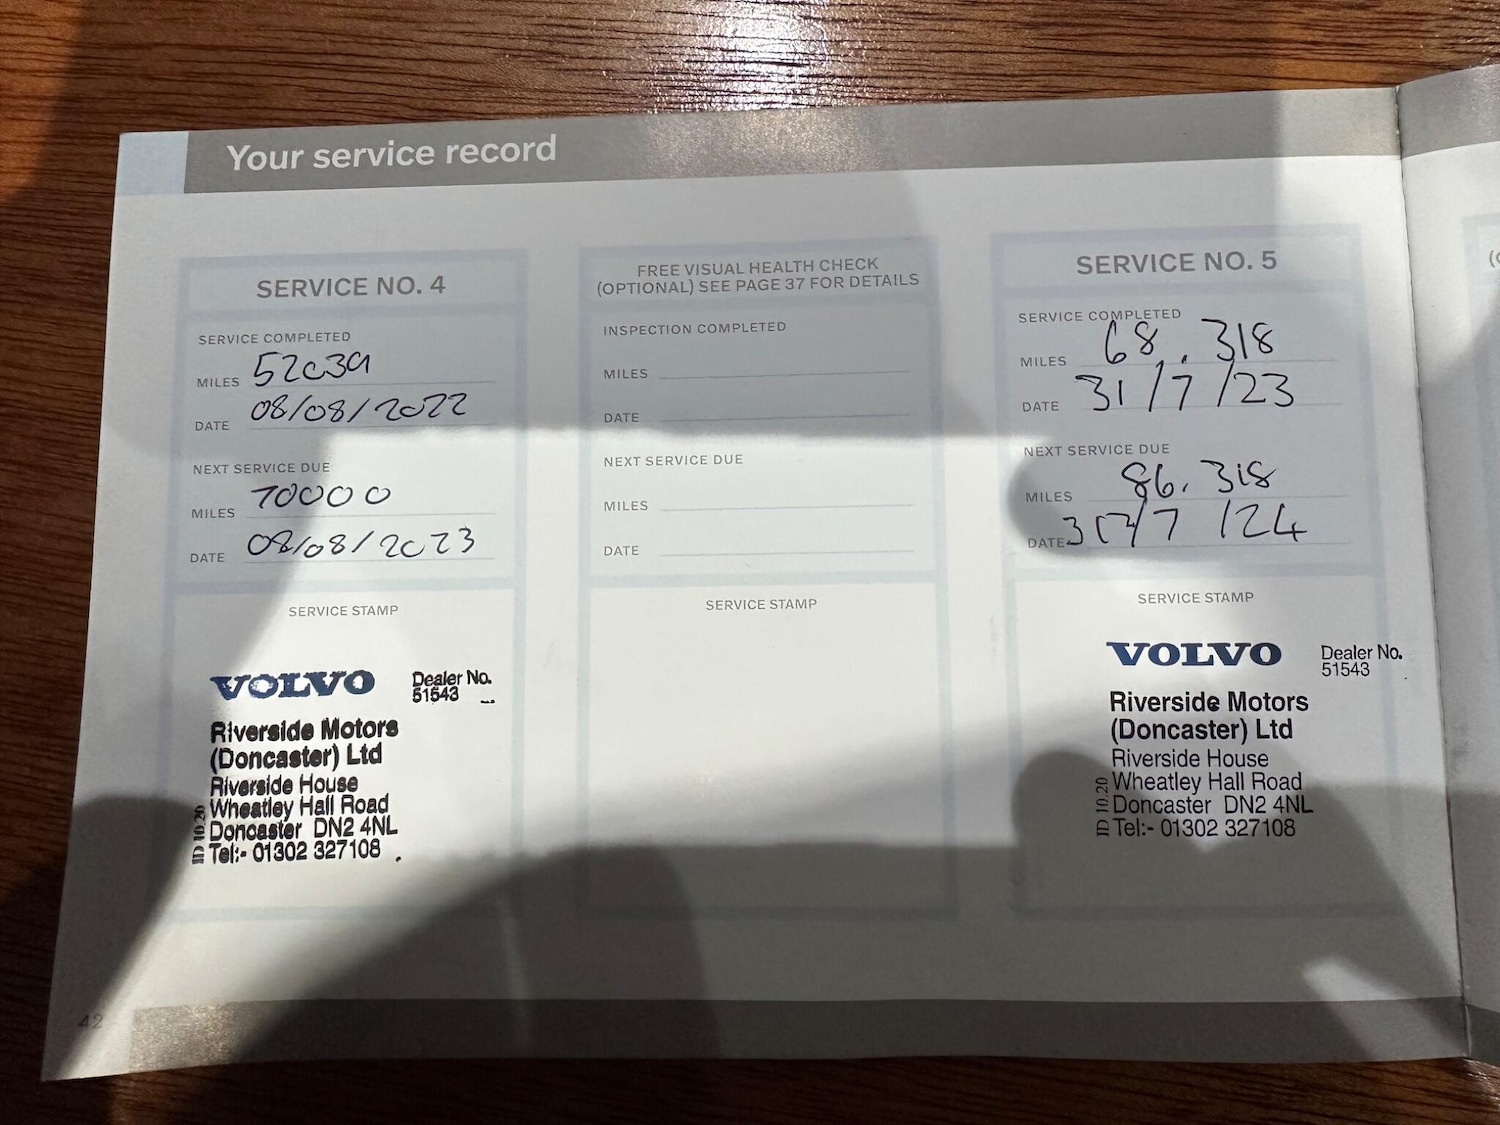 Your service record
SERVICE NO. 4
SERVICE COMPLETED
MILES 52039
DATE 08/08/2022
NEXT SERVICE DUE
MILES 70000
DATE 08/08/2023
SERVICE STAMP
VOLVO
Dealer No.
51543
Riverside Motors
(Doncaster) Ltd
Riverside House
Wheatley Hall Road
Doncaster DN2 4NL
Tel:- 01302 327108
ID 10.20
FREE VISUAL HEALTH CHECK
(OPTIONAL) SEE PAGE 37 FOR DETAILS
INSPECTION COMPLETED
MILES
DATE
NEXT SERVICE DUE
MILES
DATE
SERVICE STAMP
SERVICE NO. 5
SERVICE COMPLETED
MILES 68.318
DATE 31/7/23
NEXT SERVICE DUE
MILES 86.318
DATE /7/24
SERVICE STAMP
VOLVO
Dealer No.
51543
Riverside Motors
(Doncaster) Ltd
Riverside House
Wheatley Hall Road
Doncaster DN2 4NL
Tel:- 01302 327108
ID 10.20
42